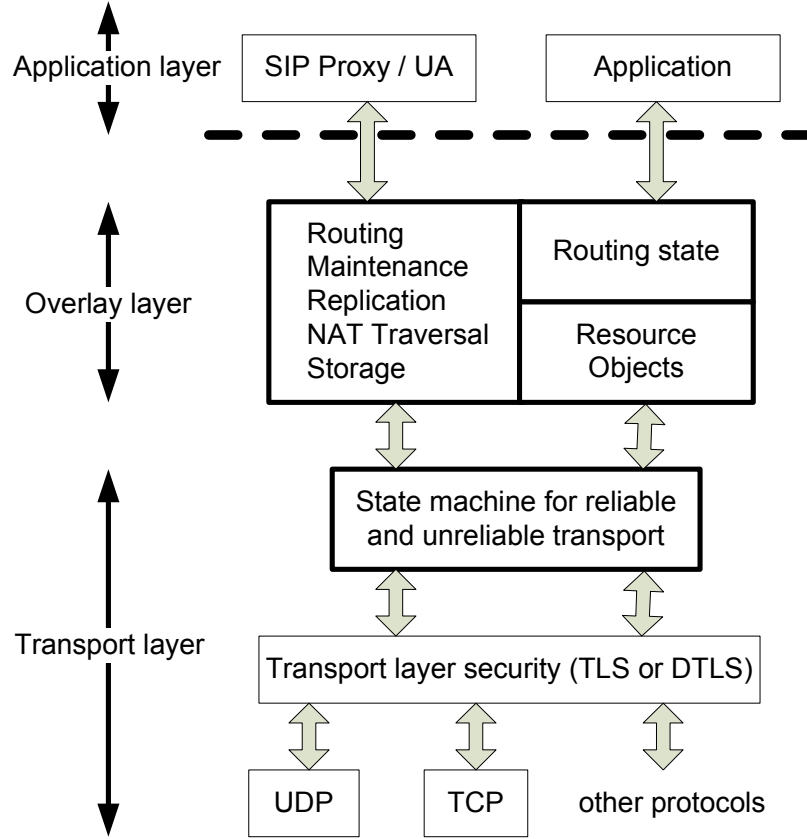 Application layer
SIP Proxy / UA
Application
Overlay layer
Routing
Maintenance
Replication
NAT Traversal
Storage
Routing state
Resource
Objects
Transport layer
State machine for reliable
and unreliable transport
Transport layer security (TLS or DTLS)
UDP
TCP
other protocols